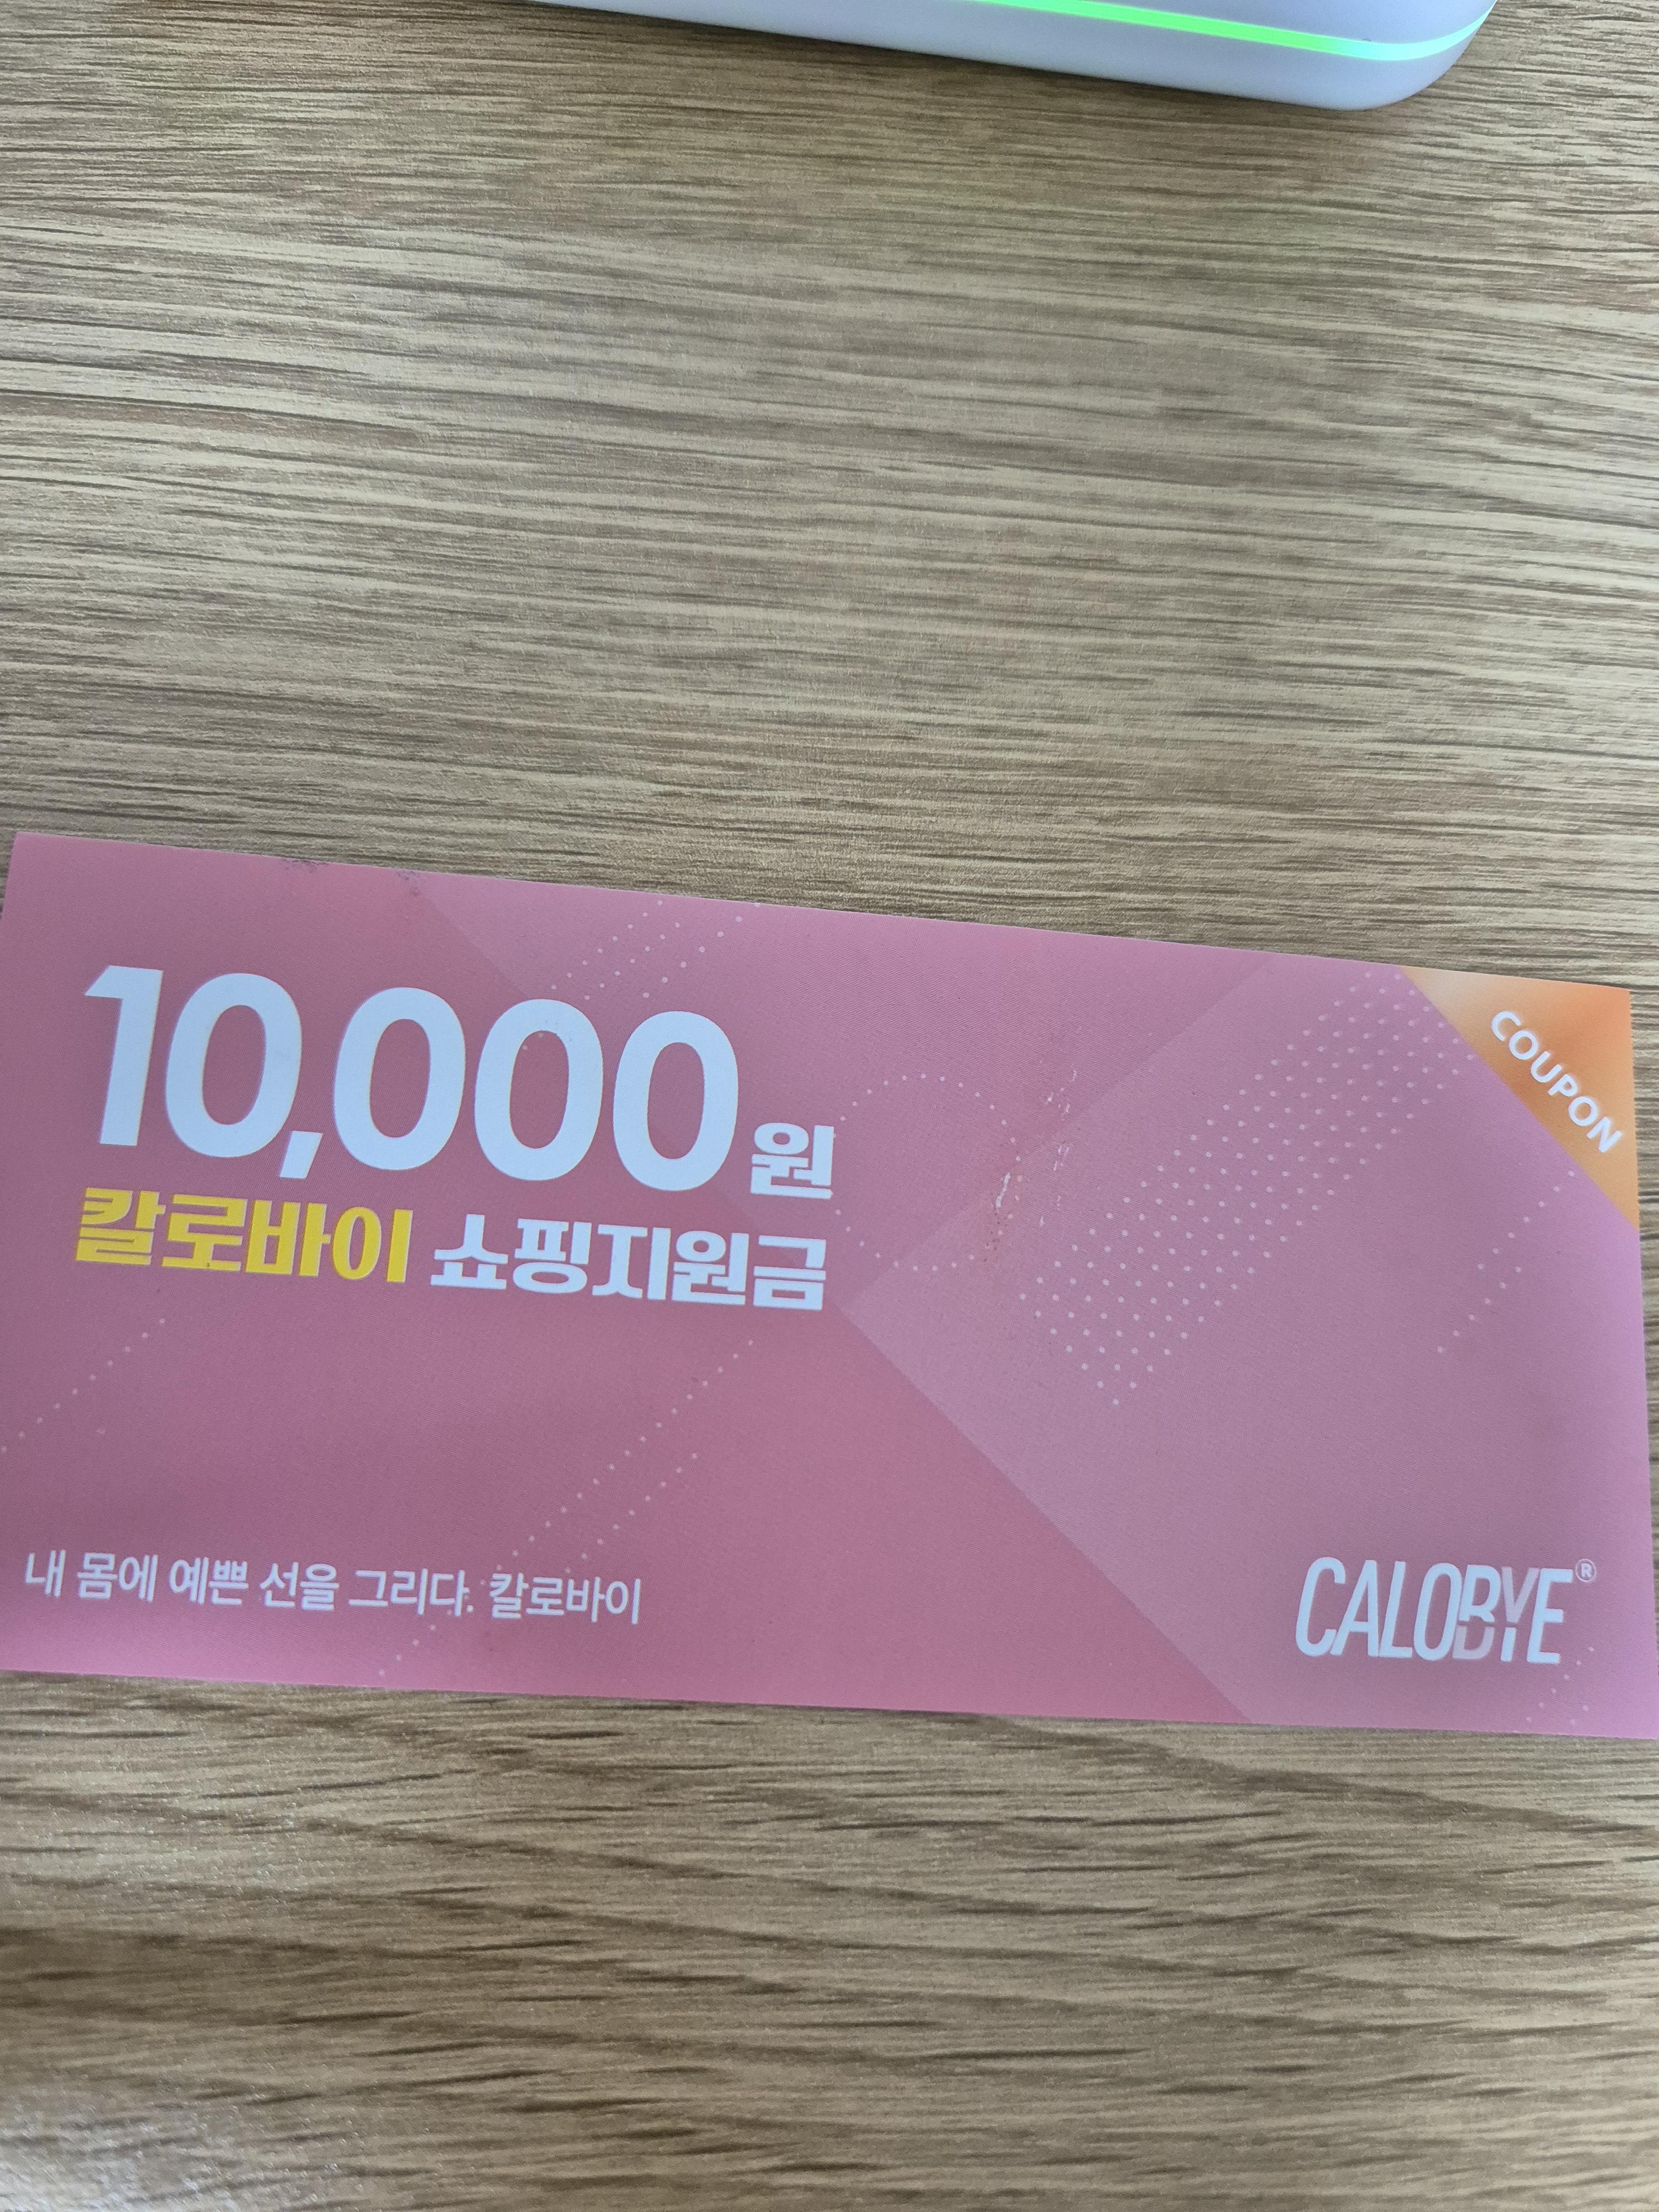 COUPON
10,000원
칼로바이 쇼핑지원금
내 몸에 예쁜 선을 그리다. 칼로바이
CALOBYE®